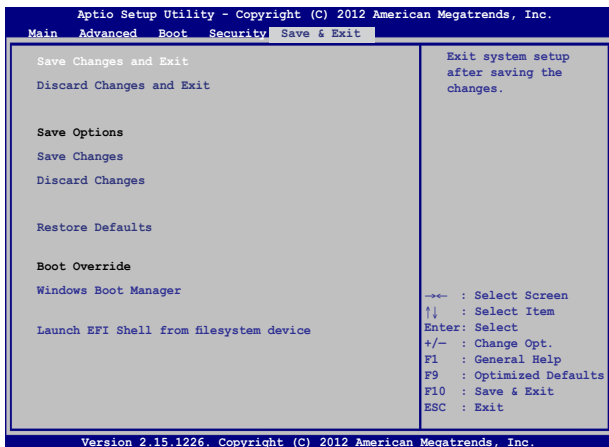 Aptio Setup Utility - Copyright (C) 2012 American Megatrends, Inc.
Main Advanced Boot Security Save & Exit
Save Changes and Exit
Discard Changes and Exit
Save Options
Save Changes
Discard Changes
Restore Defaults
Boot Override
Windows Boot Manager
Launch EFI Shell from filesystem device
Exit system setup
after saving the
changes.
→← : Select Screen
↑↓ : Select Item
Enter: Select
+/— : Change Opt.
F1 : General Help
F9 : Optimized Defaults
F10 : Save & Exit
ESC : Exit
Version 2.15.1226. Copyright (C) 2012 American Megatrends, Inc.